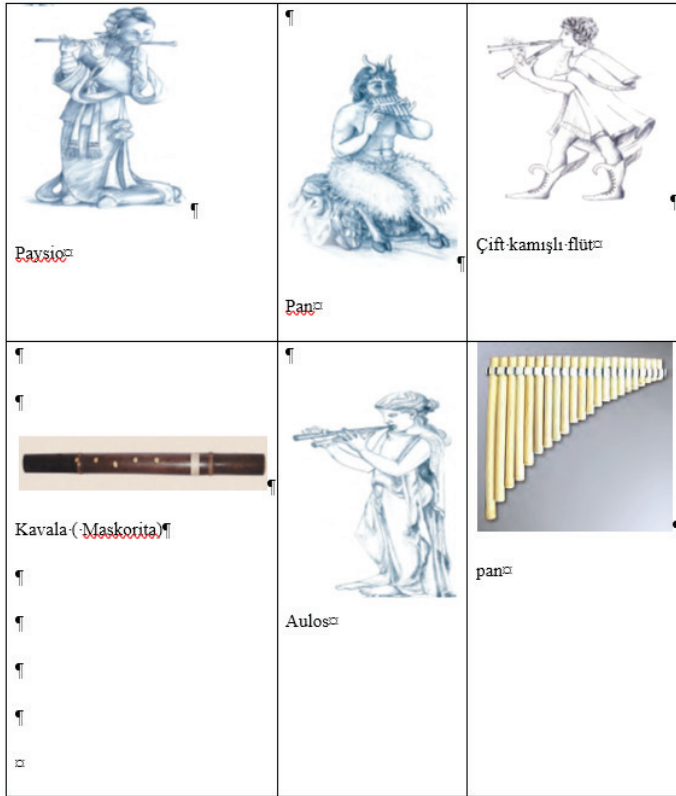 Paysio
Pan
Çift kamışlı flüt
Kavala ( Maskorita)
Aulos
pan